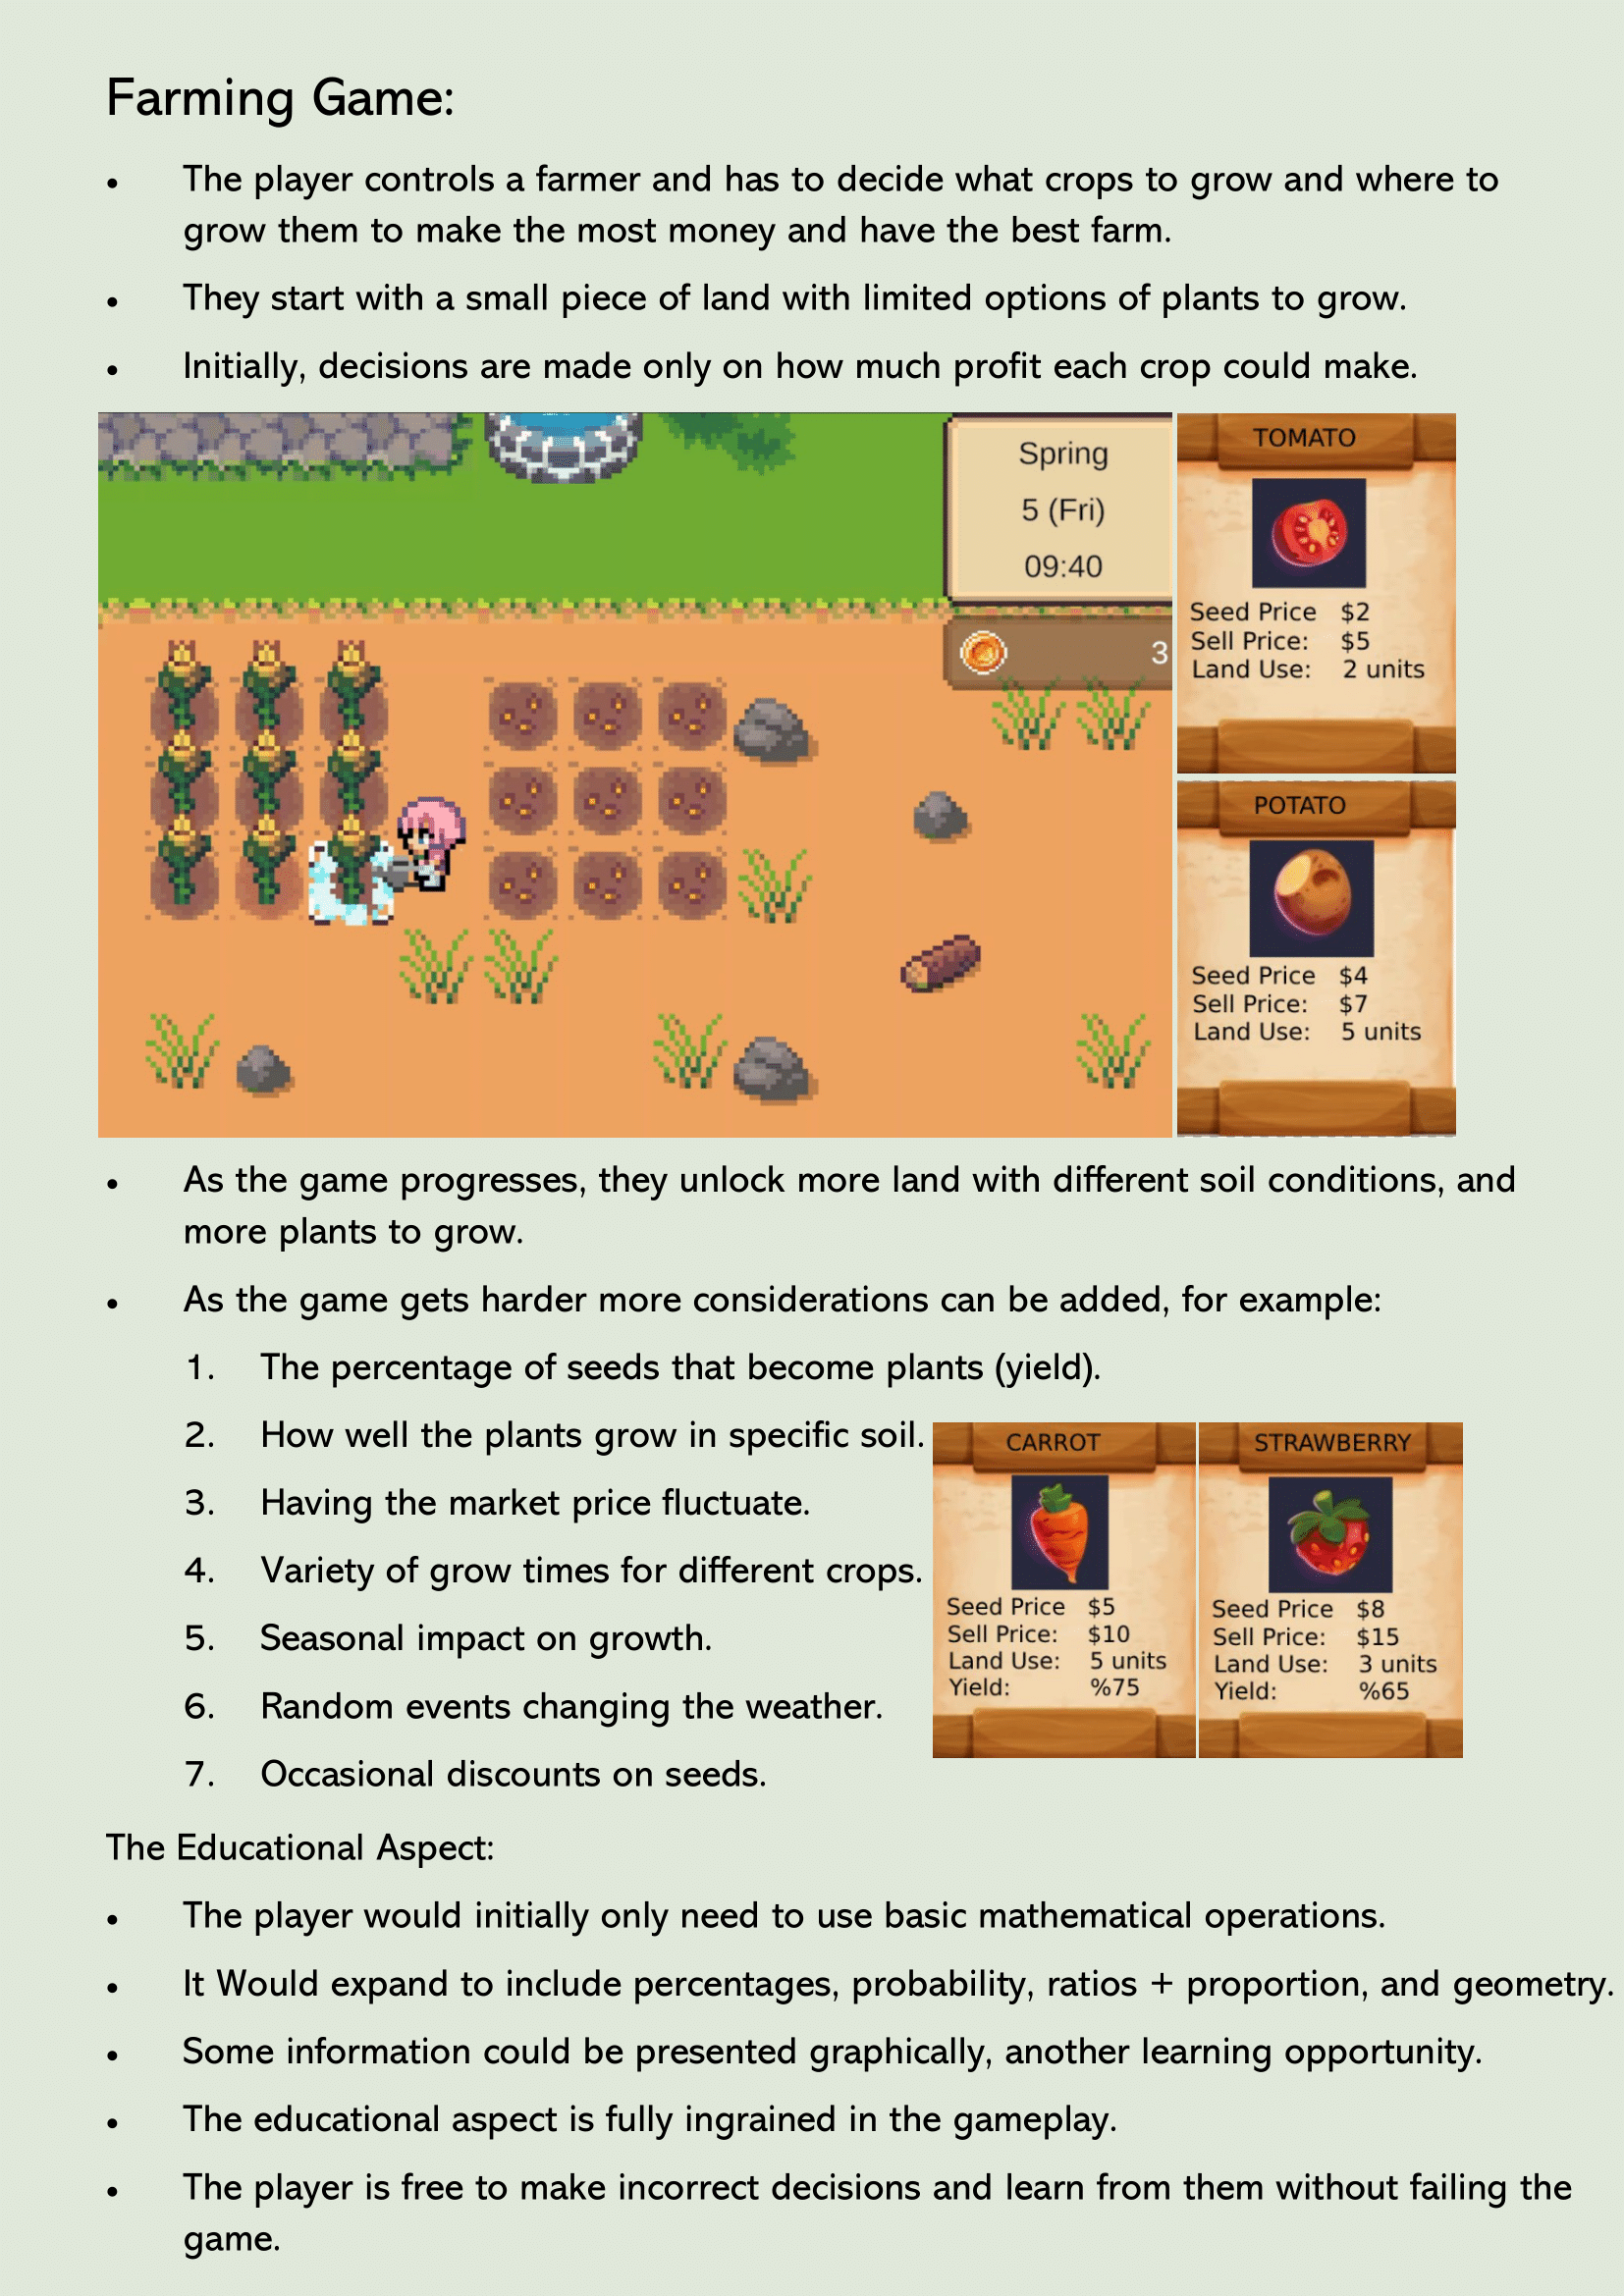 Farming Game:
• The player controls a farmer and has to decide what crops to grow and where to
grow them to make the most money and have the best farm.
• They start with a small piece of land with limited options of plants to grow.
• Initially, decisions are made only on how much profit each crop could make.
Spring
5 (Fri)
09:40
3
TOMATO
Seed Price $2
Sell Price: $5
Land Use: 2 units
POTATO
Seed Price $4
Sell Price: $7
Land Use: 5 units
• As the game progresses, they unlock more land with different soil conditions, and
more plants to grow.
• As the game gets harder more considerations can be added, for example:
1. The percentage of seeds that become plants (yield).
2. How well the plants grow in specific soil.
3. Having the market price fluctuate.
4. Variety of grow times for different crops.
5. Seasonal impact on growth.
6. Random events changing the weather.
7. Occasional discounts on seeds.
CARROT
Seed Price $5
Sell Price: $10
Land Use: 5 units
Yield: %75
STRAWBERRY
Seed Price $8
Sell Price: $15
Land Use: 3 units
Yield: %65
The Educational Aspect:
• The player would initially only need to use basic mathematical operations.
• It Would expand to include percentages, probability, ratios + proportion, and geometry.
• Some information could be presented graphically, another learning opportunity.
• The educational aspect is fully ingrained in the gameplay.
• The player is free to make incorrect decisions and learn from them without failing the
game.